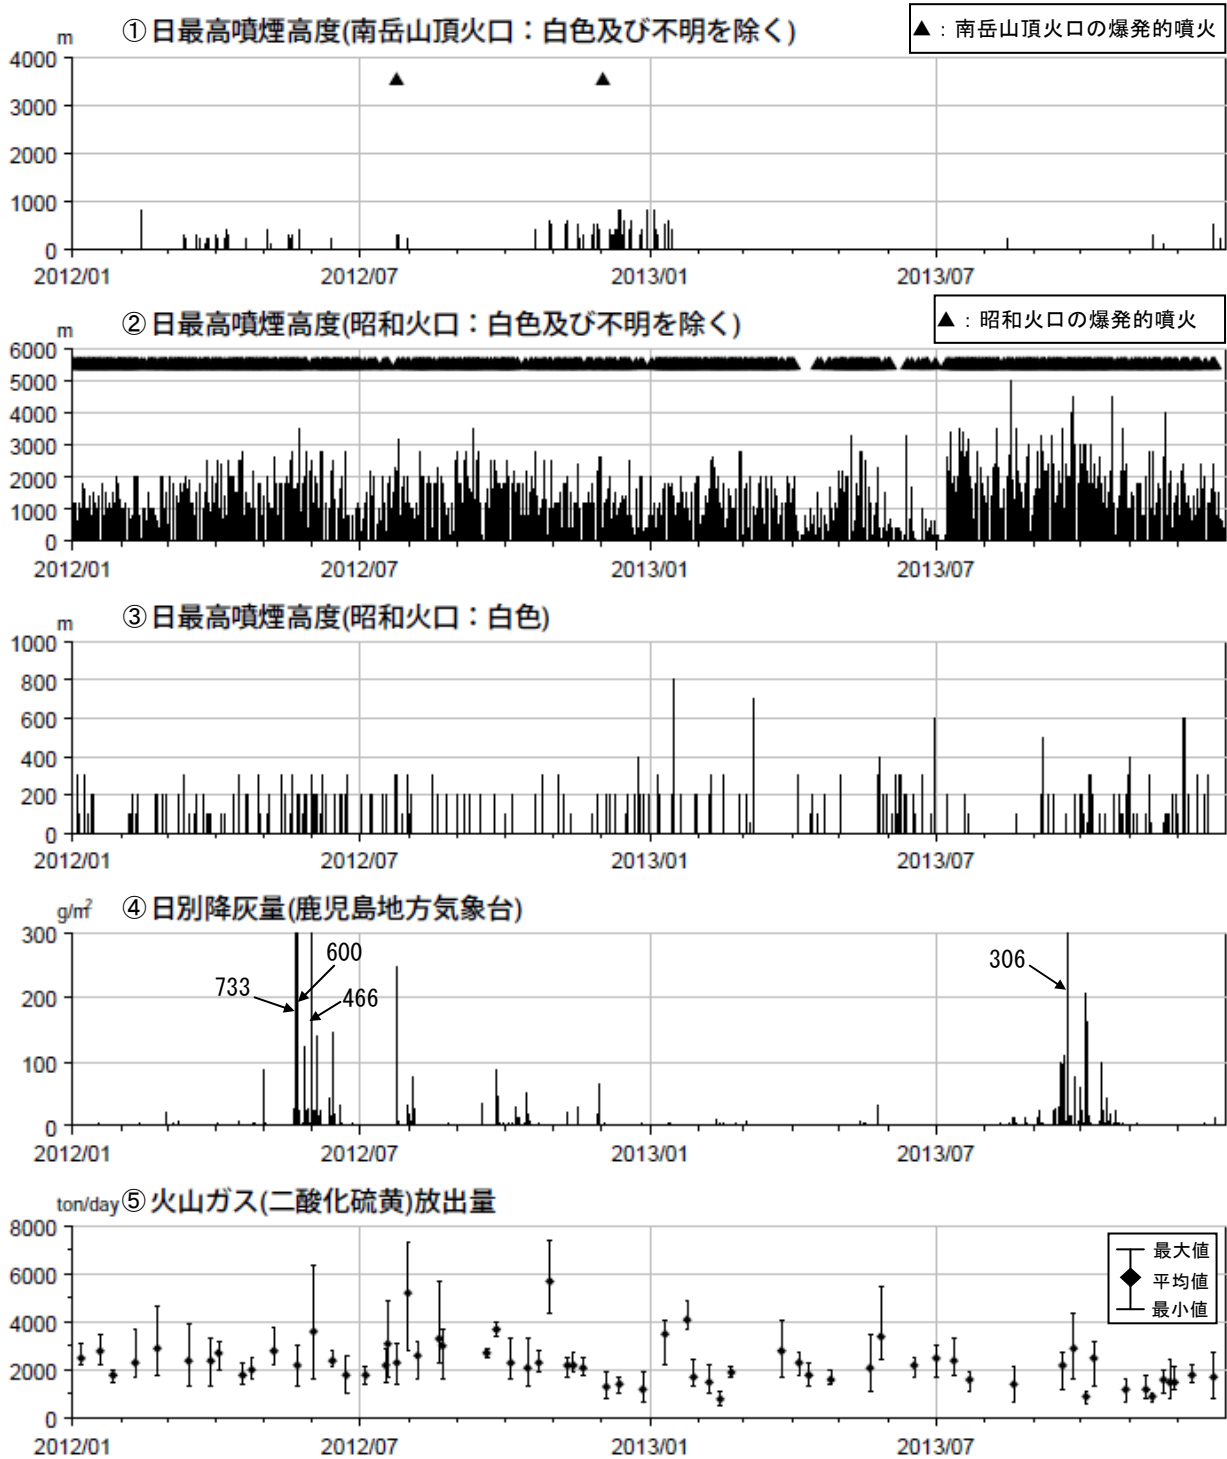 m ①日最高噴煙高度(南岳山頂火口：白色及び不明を除く)
▲：南岳山頂火口の爆発的噴火
4000
3000
2000
1000
0
2012/01 2012/07 2013/01 2013/07
m ②日最高噴煙高度(昭和火口：白色及び不明を除く)
▲：昭和火口の爆発的噴火
6000
5000
4000
3000
2000
1000
0
2012/01 2012/07 2013/01 2013/07
m ③日最高噴煙高度(昭和火口：白色)
1000
800
600
400
200
0
2012/01 2012/07 2013/01 2013/07
g/㎡ ④日別降灰量(鹿児島地方気象台)
300
200
100
0
733
600
466
306
2012/01 2012/07 2013/01 2013/07
ton/day ⑤火山ガス(二酸化硫黄)放出量
8000
6000
4000
2000
0
最大値
平均値
最小値
2012/01 2012/07 2013/01 2013/07